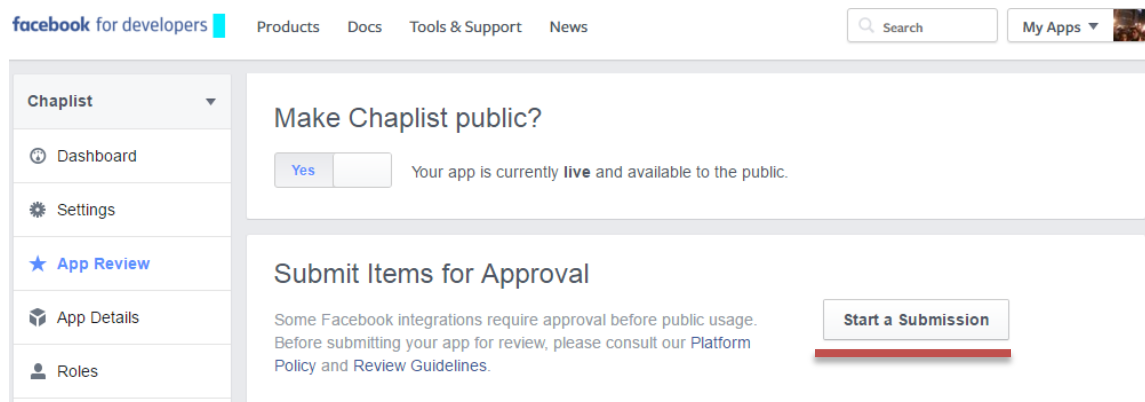 facebook for developers Products Docs Tools & Support News Search My Apps
Chaplist
Dashboard
Settings
App Review
App Details
Roles
Make Chaplist public?
Yes Your app is currently live and available to the public.
Submit Items for Approval
Some Facebook integrations require approval before public usage.
Before submitting your app for review, please consult our Platform
Policy and Review Guidelines.
Start a Submission